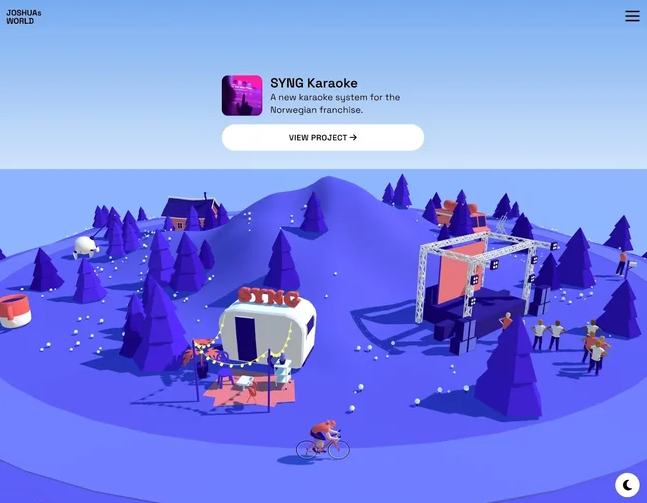 JOSHUAs
WORLD
SYNG Karaoke
A new karaoke system for the
Norwegian franchise.
VIEW PROJECT →
SYNG